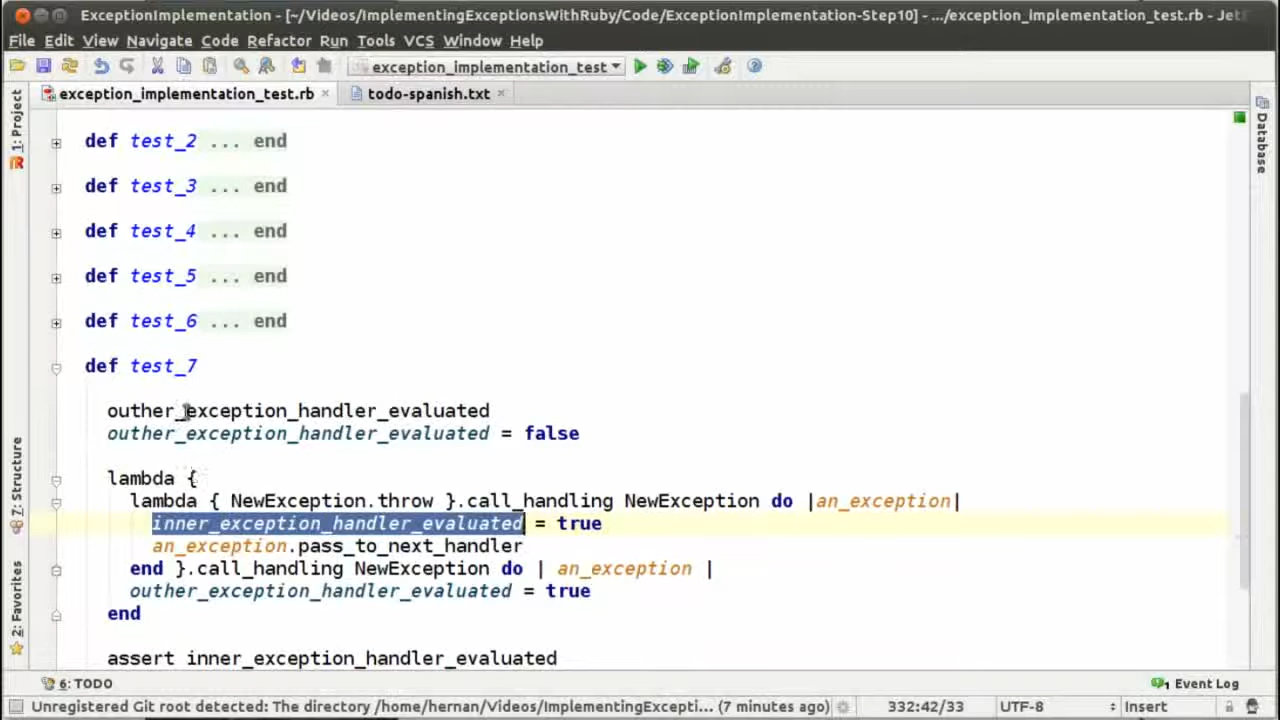 ExceptionImplementation - [~/Videos/ImplementingExceptionsWithRuby/Code/ExceptionImplementation-Step10] - .../exception_implementation_test.rb - Jet
File Edit View Navigate Code Refactor Run Tools VCS Window Help
exception_implementation_test
exception_implementation_test.rb todo-spanish.txt
1: Project
Database
def test_2 ... end
def test_3 ... end
def test_4 ... end
def test_5 ... end
def test_6 ... end
def test_7
outher_exception_handler_evaluated
outher_exception_handler_evaluated = false
lambda {
lambda { NewException.throw }.call_handling NewException do |an_exception|
inner_exception_handler_evaluated = true
an_exception.pass_to_next_handler
end }.call_handling NewException do | an_exception |
outher_exception_handler_evaluated = true
end
assert inner_exception_handler_evaluated
7: Structure
2: Favorites
6: TODO
1 Event Log
Unregistered Git root detected: The directory /home/hernan/Videos/ImplementingExcepti... (7 minutes ago)
332:42/33 UTF-8 Insert